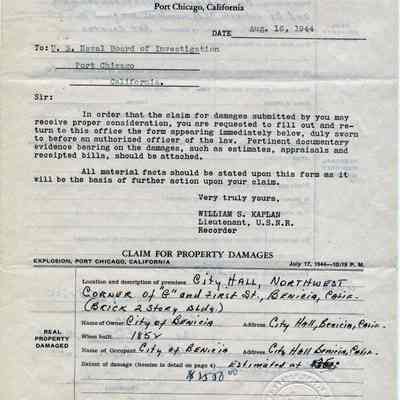 Port Chicago, California
DATE Aug. 16, 1944
To: U. S. Naval Board of Investigation
Port Chicago
California.
Sir:
In order that the claim for damages submitted by you may
receive proper consideration, you are requested to fill out and re-
turn to this office the form appearing immediately below, duly sworn
to before an authorized officer of the law. Pertinent documentary
evidence bearing on the damages, such as estimates, appraisals and
receipted bills, should be attached.
All material facts should be stated upon this form as it
will be the basis of further action upon your claim.
Very truly yours,
WILLIAM S. KAPLAN
Lieutenant, U.S.N.R.
Recorder
CLAIM FOR PROPERTY DAMAGES
EXPLOSION, PORT CHICAGO, CALIFORNIA July 17, 1944—10:19 P. M.
Location and description of premises City Hall, Northwest
Corner of "G" and First St., Benicia, Calif.
(Brick 2 story Bldg.)
Name of Owner City of Benicia Address City Hall, Benicia, Calif.
REAL
PROPERTY
DAMAGED
When built
Name of Occupant City of Benicia Address City Hall Benicia, Calif.
Extent of damage (itemize in detail on page 4) Estimated at